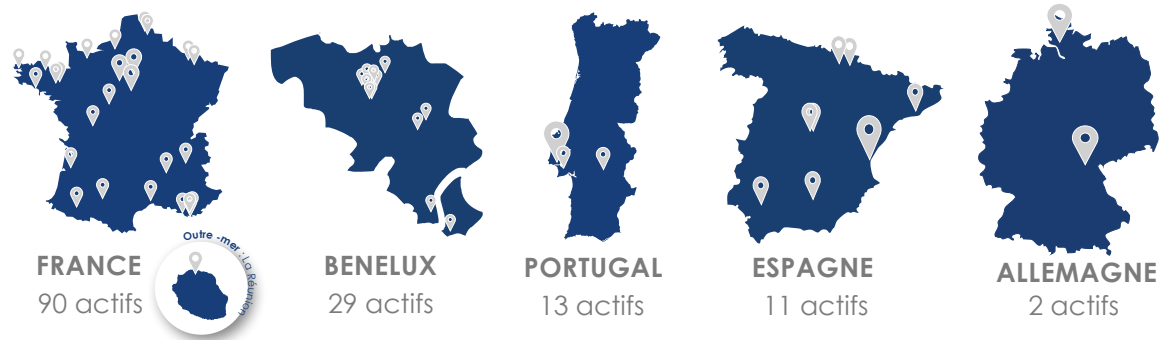 FRANCE
90 actifs
Outre -mer : La Réunion
BENELUX
29 actifs
PORTUGAL
13 actifs
ESPAGNE
11 actifs
ALLEMAGNE
2 actifs